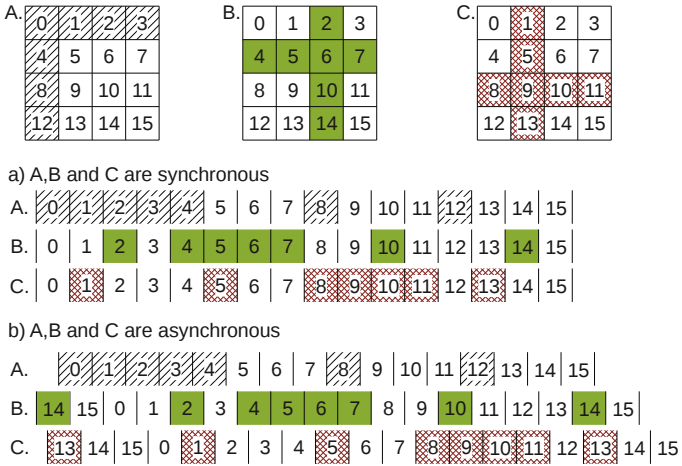 A. 0 1 2 3 B. 0 1 2 3 C. 0 1 2 3
4 5 6 7 4 5 6 7 4 5 6 7
8 9 10 11 8 9 10 11 8 9 10 11
12 13 14 15 12 13 14 15 12 13 14 15
a) A,B and C are synchronous
A. 0 1 2 3 4 5 6 7 8 9 10 11 12 13 14 15
B. 0 1 2 3 4 5 6 7 8 9 10 11 12 13 14 15
C. 0 1 2 3 4 5 6 7 8 9 10 11 12 13 14 15
b) A,B and C are asynchronous
A. 0 1 2 3 4 5 6 7 8 9 10 11 12 13 14 15
B. 14 15 0 1 2 3 4 5 6 7 8 9 10 11 12 13 14 15
C. 13 14 15 0 1 2 3 4 5 6 7 8 9 10 11 12 13 14 15